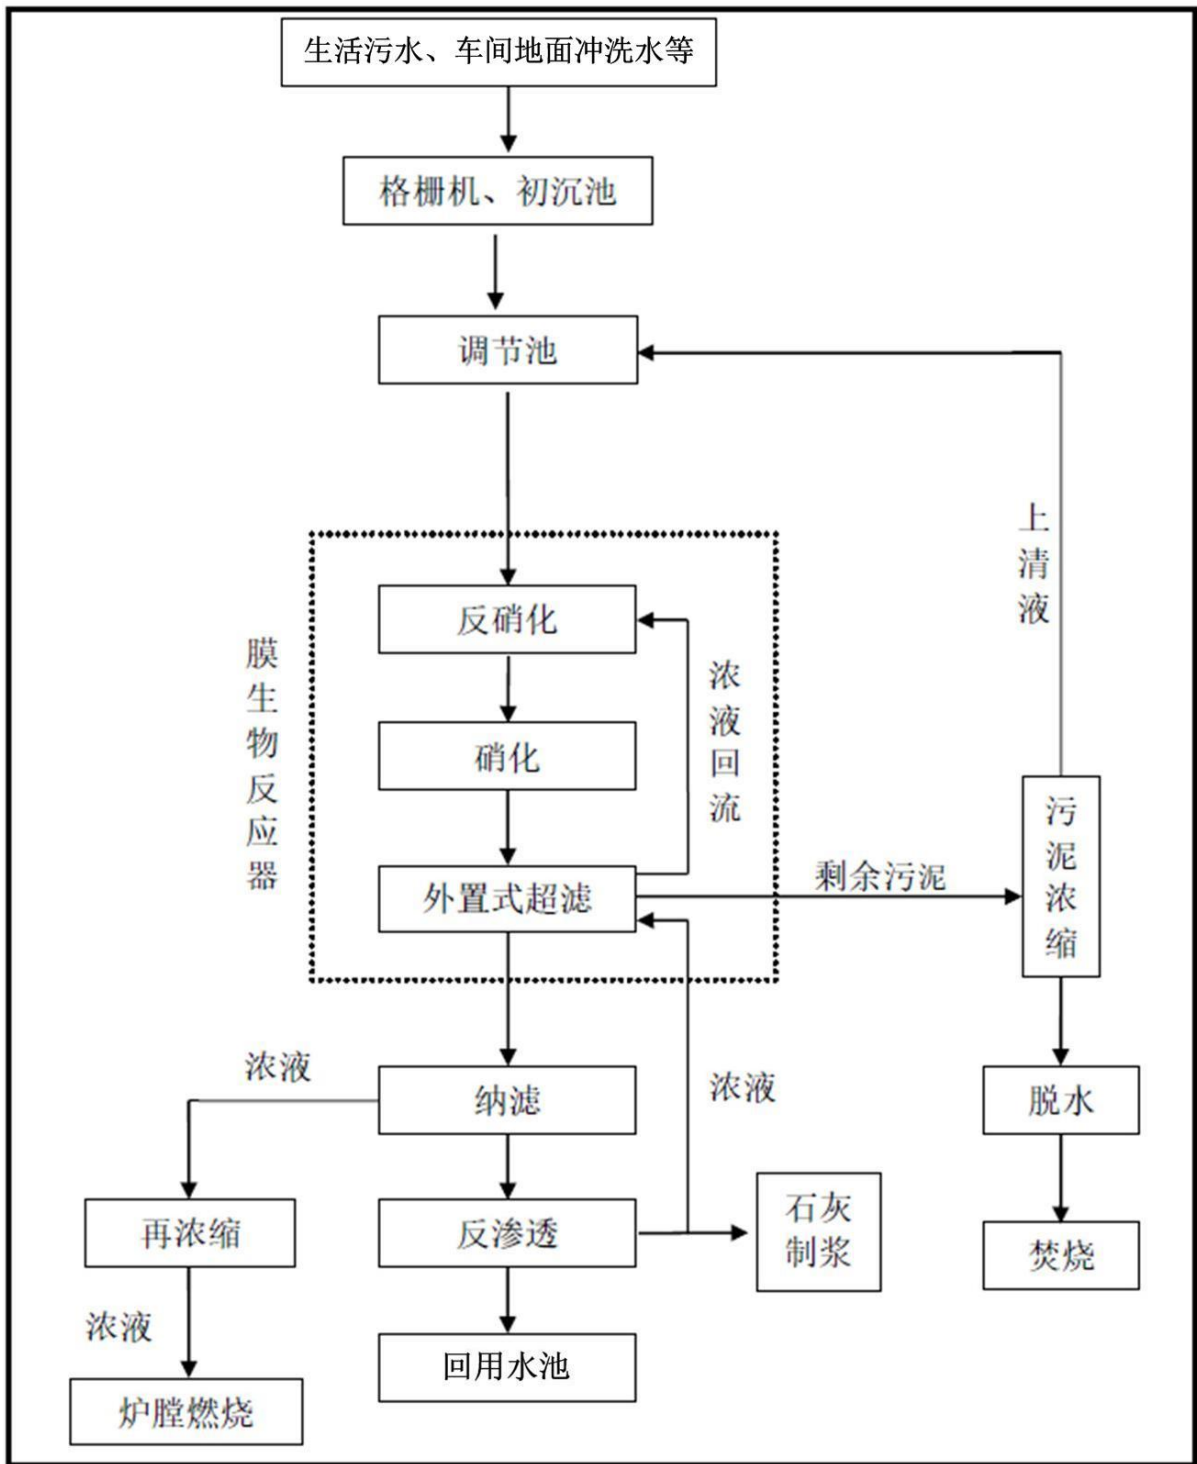 生活污水、车间地面冲洗水等
格栅机、初沉池
调节池
上清液
反硝化
膜生物反应器
浓液回流
硝化
污泥浓缩
外置式超滤
剩余污泥
浓液
纳滤
浓液
脱水
再浓缩
反渗透
石灰
制浆
焚烧
浓液
回用水池
炉膛燃烧